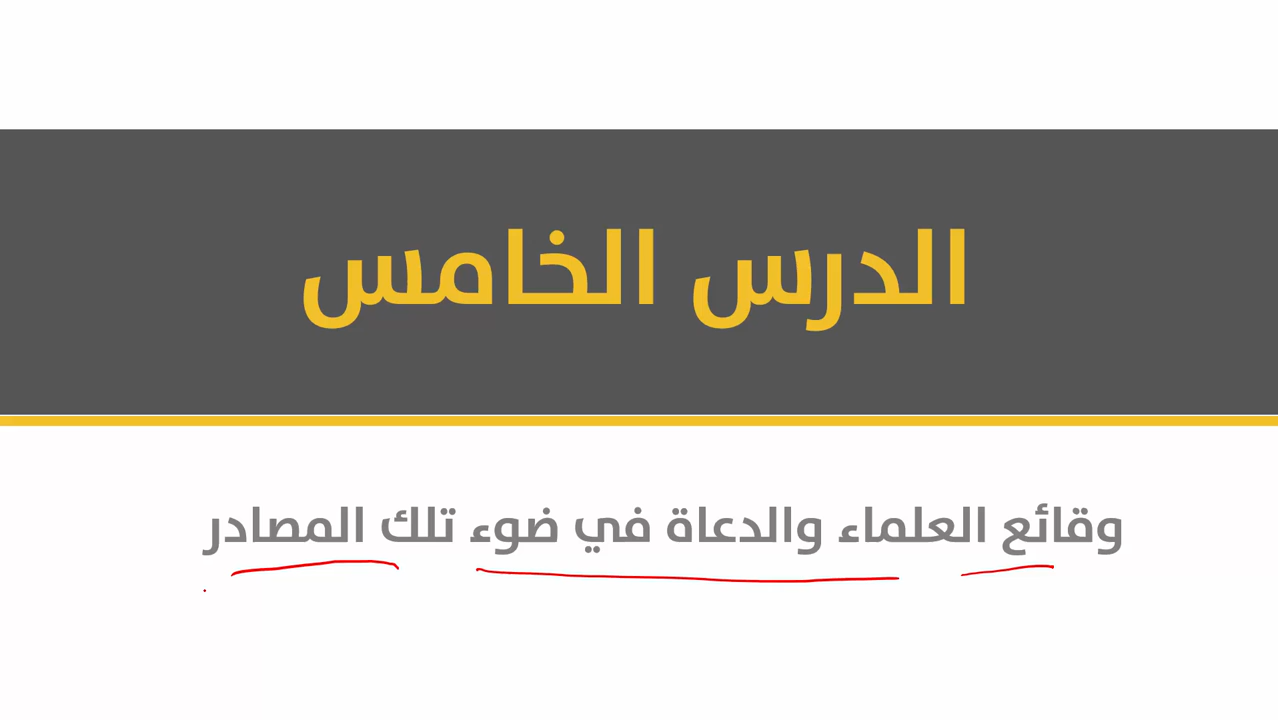 الدرس الخامس
وقائع العلماء والدعاة في ضوء تلك المصادر